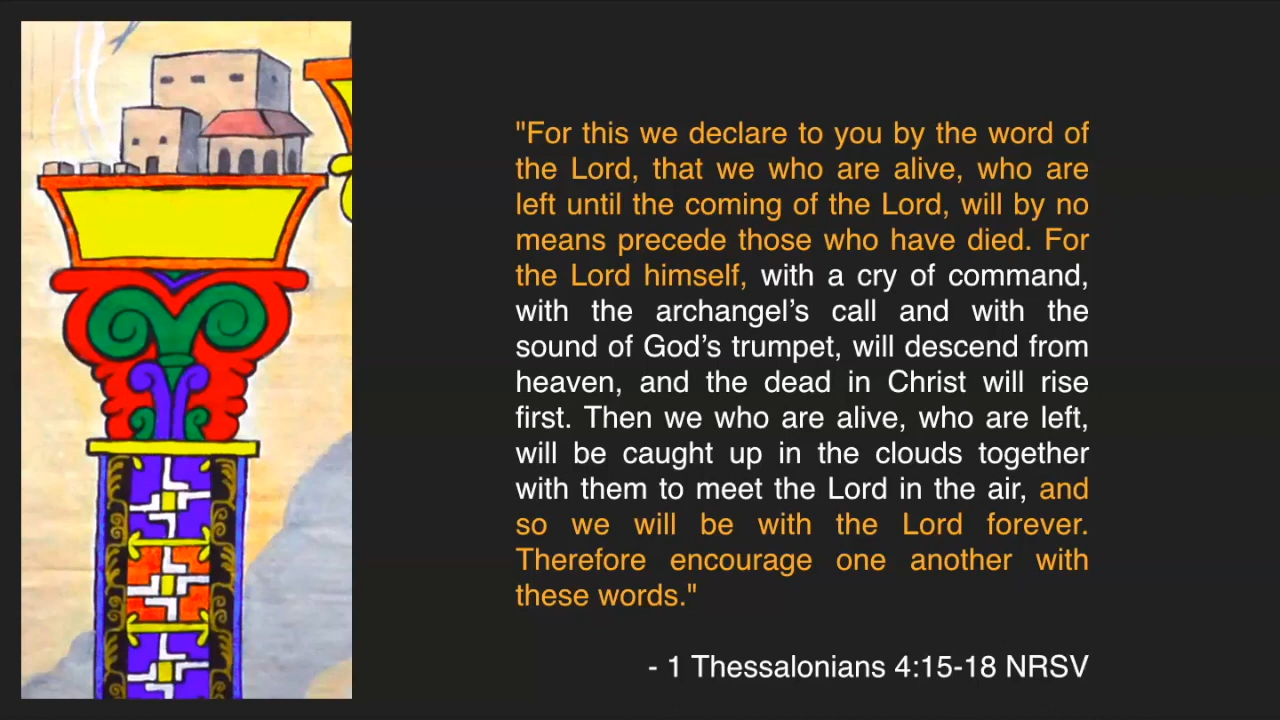 "For this we declare to you by the word of
the Lord, that we who are alive, who are
left until the coming of the Lord, will by no
means precede those who have died. For
the Lord himself, with a cry of command,
with the archangel’s call and with the
sound of God’s trumpet, will descend from
heaven, and the dead in Christ will rise
first. Then we who are alive, who are left,
will be caught up in the clouds together
with them to meet the Lord in the air, and
so we will be with the Lord forever.
Therefore encourage one another with
these words."
- 1 Thessalonians 4:15-18 NRSV